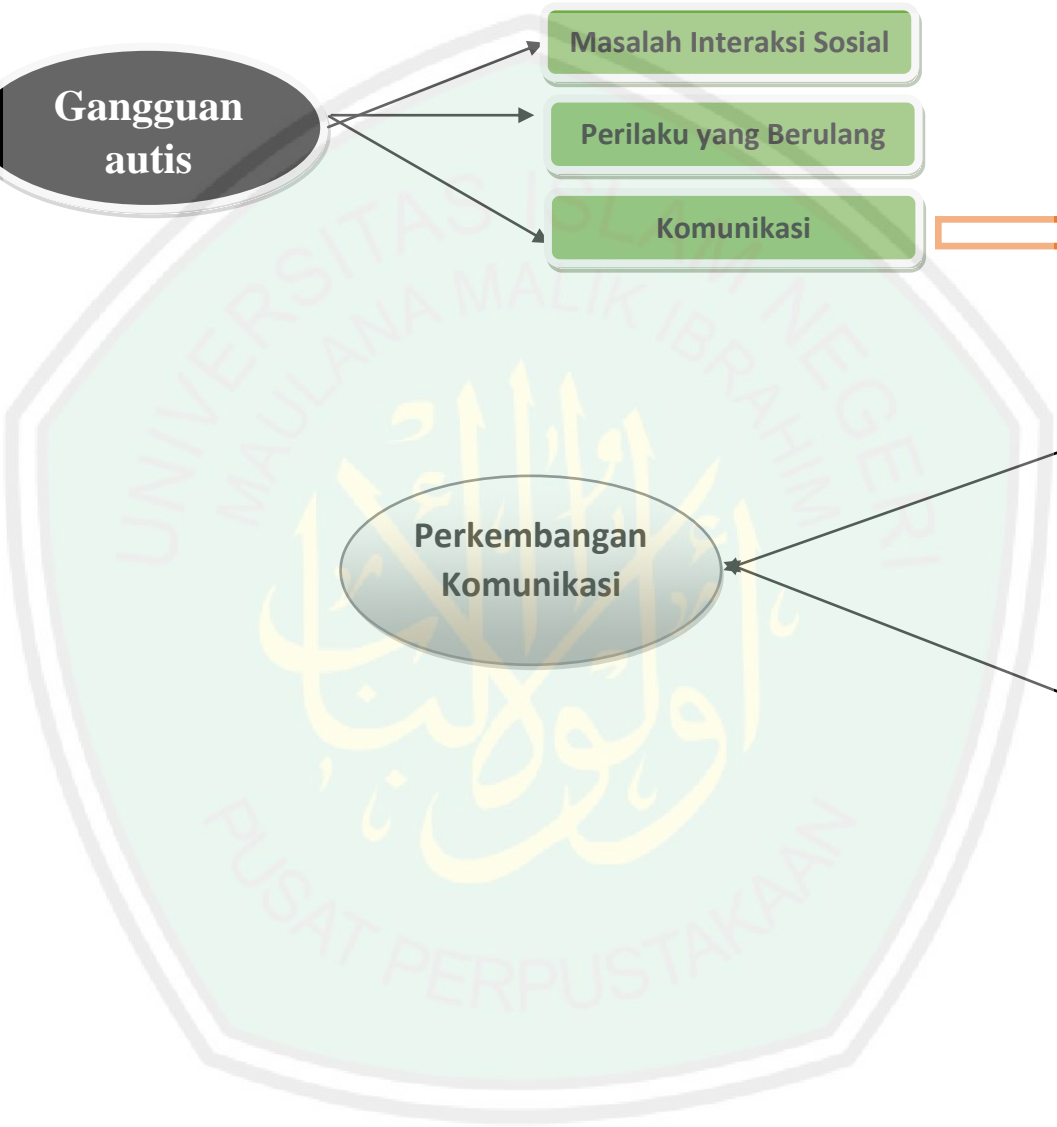 Gangguan
autis
Masalah Interaksi Sosial
Perilaku yang Berulang
Komunikasi
Perkembangan
Komunikasi
UNIVERSITAS ISLAM NEGERI
MAULANA MALIK IBRAHIM
PUSAT PERPUSTAKAAN